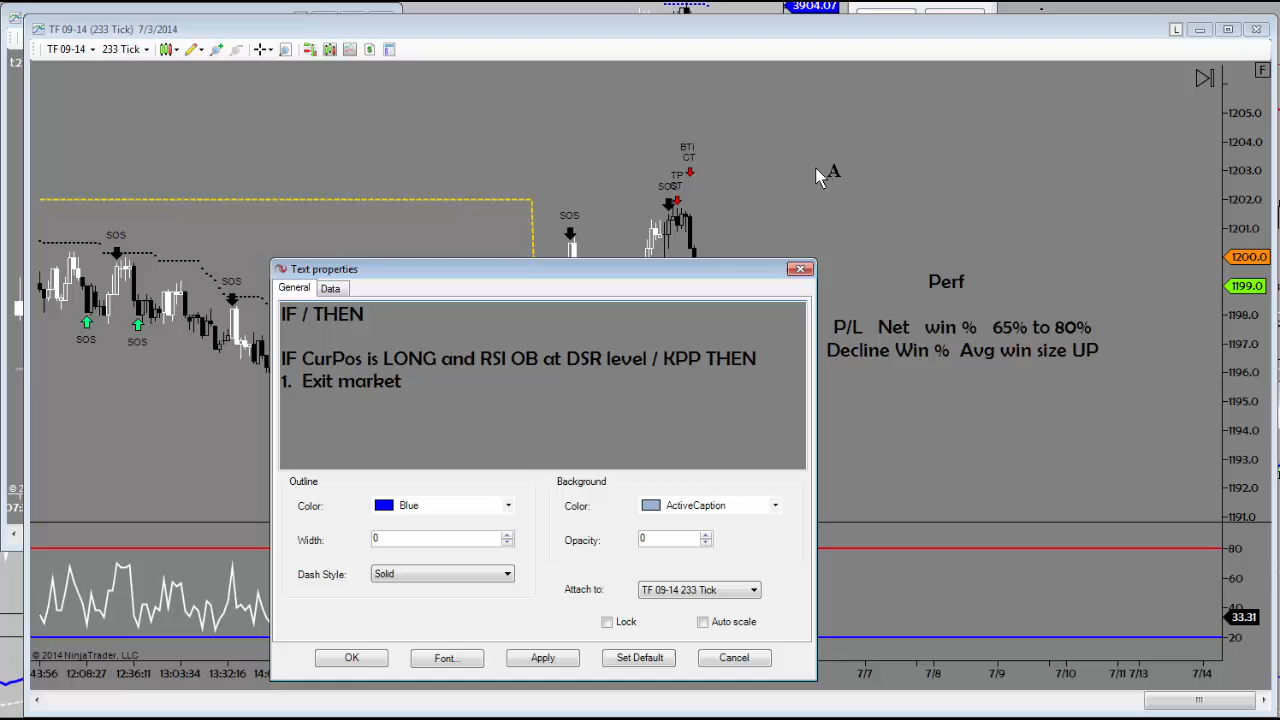 3904.07
TF 09-14 (233 Tick) 7/3/2014
L
TF 09-14 233 Tick
F
1205.0
1204.0
1203.0
1202.0
1201.0
1200.0
1199.0
1198.0
1197.0
1196.0
1195.0
1194.0
1193.0
1192.0
1191.0
BTi
CT
TP
SOS CT
A
SOS
SOS
SOS
SOS
SOS
Perf
P/L Net win % 65% to 80%
Decline Win % Avg win size UP
Text properties
General Data
IF / THEN
IF CurPos is LONG and RSI OB at DSR level / KPP THEN
1. Exit market
Outline
Color: Blue
Width: 0
Dash Style: Solid
Background
Color: ActiveCaption
Opacity: 0
Attach to: TF 09-14 233 Tick
Lock Auto scale
OK Font... Apply Set Default Cancel
80
60
40
33.31
20
© 2014 NinjaTrader, LLC
43:56 12:08:27 12:36:11 13:03:34 13:32:16 7/7 7/8 7/9 7/10 7/11 7/13 7/14